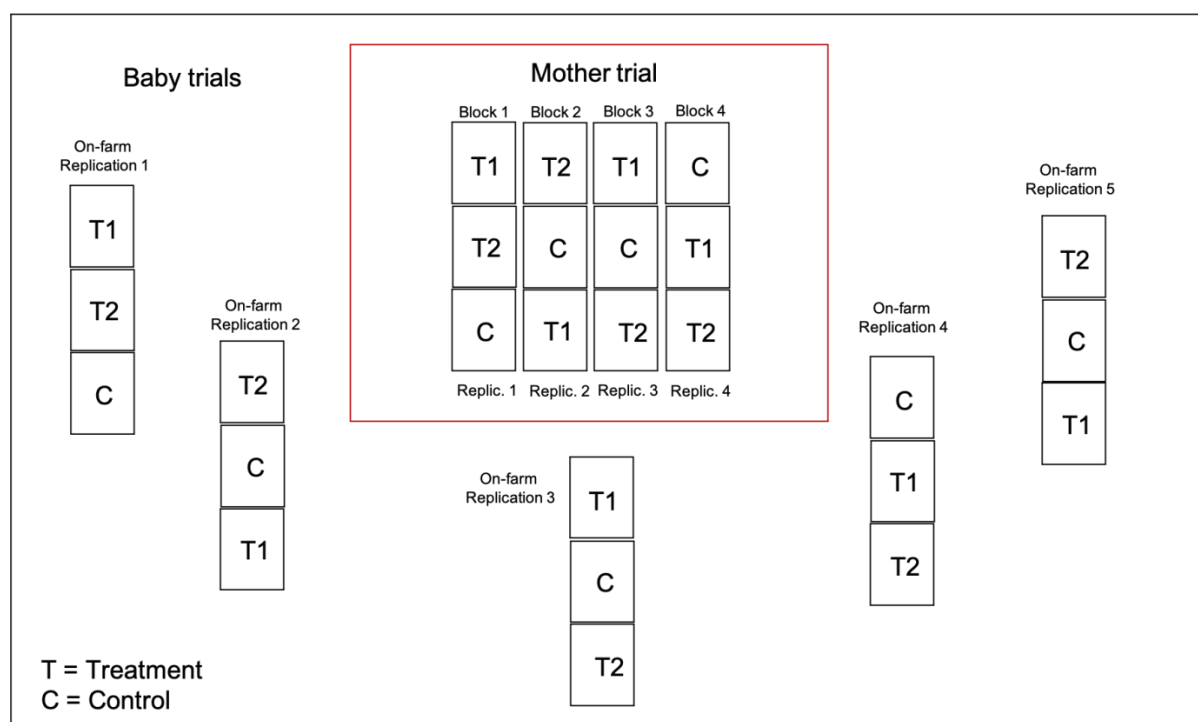 Baby trials
Mother trial
Block 1 Block 2 Block 3 Block 4
T1 T2 T1 C
T2 C C T1
C T1 T2 T2
Replic. 1 Replic. 2 Replic. 3 Replic. 4
On-farm
Replication 1
T1
T2
C
On-farm
Replication 2
T2
C
T1
On-farm
Replication 3
T1
C
T2
On-farm
Replication 4
C
T1
T2
On-farm
Replication 5
T2
C
T1
T = Treatment
C = Control